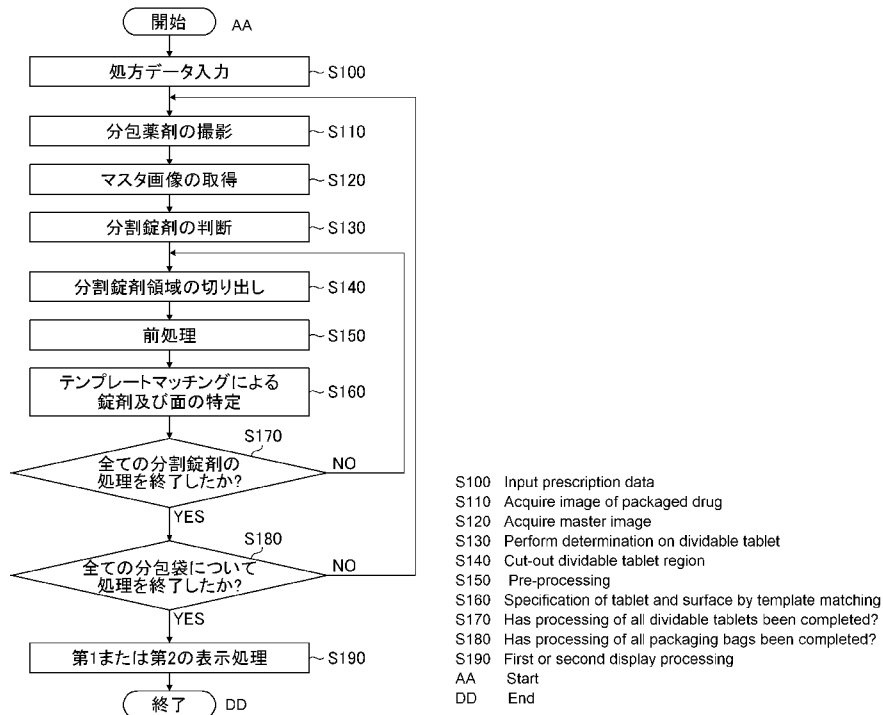 開始 AA
処方データ入力 S100
分包薬剤の撮影 S110
マスタ画像の取得 S120
分割錠剤の判断 S130
分割錠剤領域の切り出し S140
前処理 S150
テンプレートマッチングによる
錠剤及び面の特定 S160
S170
全ての分割錠剤の
処理を終了したか? NO
YES
S180
全ての分包袋について
処理を終了したか? NO
YES
第1または第2の表示処理 S190
終了 DD
S100 Input prescription data
S110 Acquire image of packaged drug
S120 Acquire master image
S130 Perform determination on dividable tablet
S140 Cut-out dividable tablet region
S150 Pre-processing
S160 Specification of tablet and surface by template matching
S170 Has processing of all dividable tablets been completed?
S180 Has processing of all packaging bags been completed?
S190 First or second display processing
AA Start
DD End